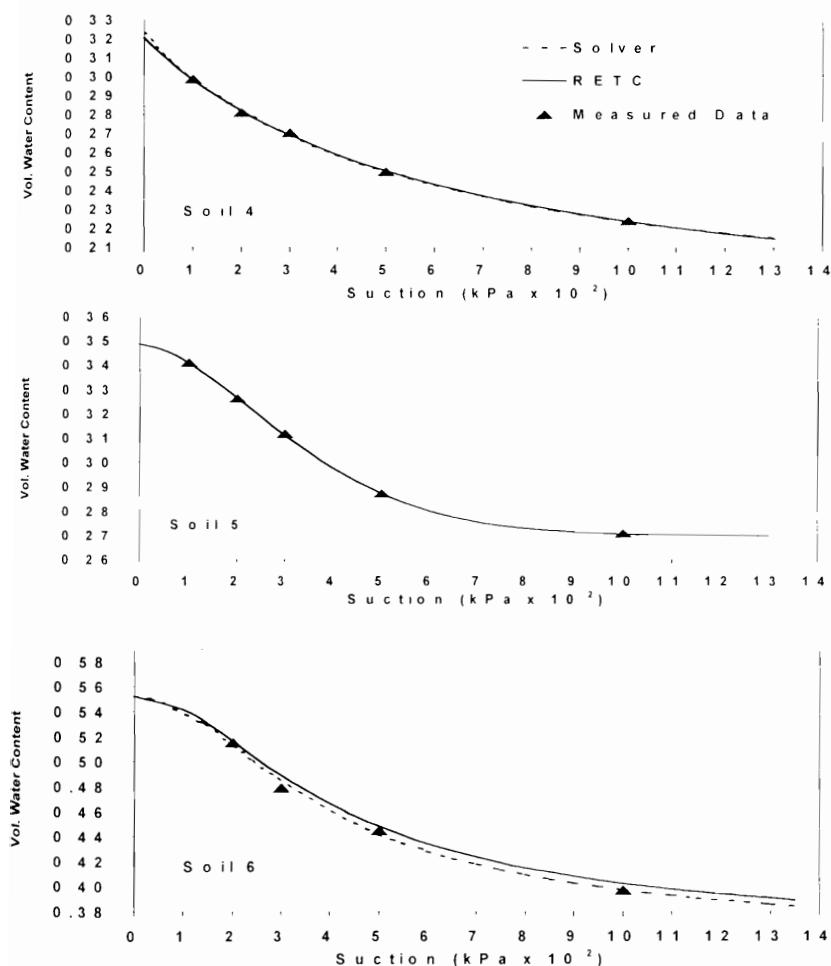 0 33
0 32
0 31
0 30
0 29
0 28
0 27
0 26
0 25
0 24
0 23
0 22
0 21
Vol. Water Content
Solver
RETC
Measured Data
Soil 4
0 1 2 3 4 5 6 7 8 9 10 11 12 13 14
Suction (kPa x 10 2)
0 36
0 35
0 34
0 33
0 32
0 31
0 30
0 29
0 28
0 27
0 26
Vol. Water Content
Soil 5
0 1 2 3 4 5 6 7 8 9 10 11 12 13 14
Suction (kPa x 10 2)
0 58
0 56
0 54
0 52
0 50
0.48
0 46
0 44
0 42
0 40
0.38
Vol. Water Content
Soil 6
0 1 2 3 4 5 6 7 8 9 10 11 12 13 14
Suction (kPa x 10 2)